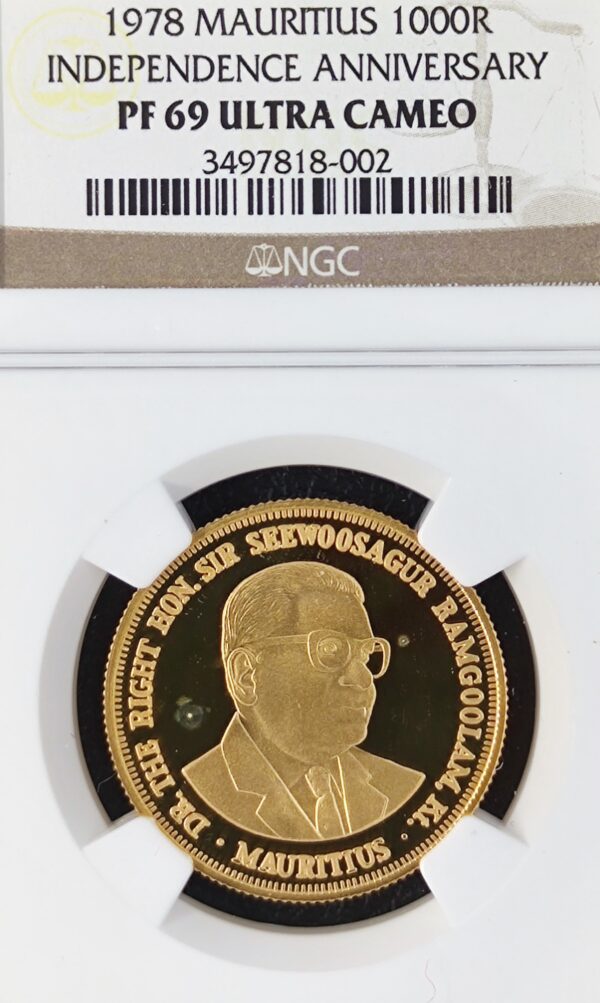 1978 MAURITIUS 1000R
INDEPENDENCE ANNIVERSARY
PF 69 ULTRA CAMEO
3497818-002
NGC
DR. THE RIGHT HON. SIR SEEWOOSAGUR RAMGOOLAM, Kt.
• MAURITIUS •